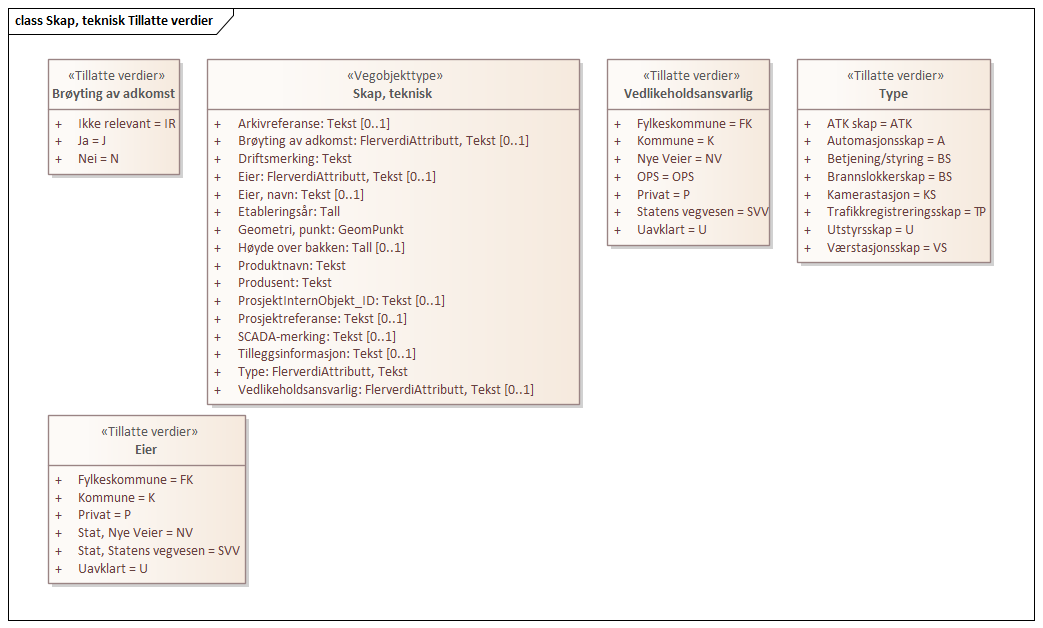 class Skap, teknisk Tillatte verdier
«Tillatte verdier»
Brøyting av adkomst
+ Ikke relevant = IR
+ Ja = J
+ Nei = N
«Vegobjekttype»
Skap, teknisk
+ Arkivreferanse: Tekst [0..1]
+ Brøyting av adkomst: FlerverdiAttributt, Tekst [0..1]
+ Driftsmerking: Tekst
+ Eier: FlerverdiAttributt, Tekst [0..1]
+ Eier, navn: Tekst [0..1]
+ Etableringsår: Tall
+ Geometri, punkt: GeomPunkt
+ Høyde over bakken: Tall [0..1]
+ Produktnavn: Tekst
+ Produsent: Tekst
+ ProsjektInternObjekt_ID: Tekst [0..1]
+ Prosjektreferanse: Tekst [0..1]
+ SCADA-merking: Tekst [0..1]
+ Tilleggsinformasjon: Tekst [0..1]
+ Type: FlerverdiAttributt, Tekst
+ Vedlikeholdsansvarlig: FlerverdiAttributt, Tekst [0..1]
«Tillatte verdier»
Vedlikeholdsansvarlig
+ Fylkeskommune = FK
+ Kommune = K
+ Nye Veier = NV
+ OPS = OPS
+ Privat = P
+ Statens vegvesen = SVV
+ Uavklart = U
«Tillatte verdier»
Type
+ ATK skap = ATK
+ Automasjonsskap = A
+ Betjening/styring = BS
+ Brannslokkerskap = BS
+ Kamerastasjon = KS
+ Trafikkregistreringsskap = TP
+ Utstyrsskap = U
+ Værstasjonsskap = VS
«Tillatte verdier»
Eier
+ Fylkeskommune = FK
+ Kommune = K
+ Privat = P
+ Stat, Nye Veier = NV
+ Stat, Statens vegvesen = SVV
+ Uavklart = U